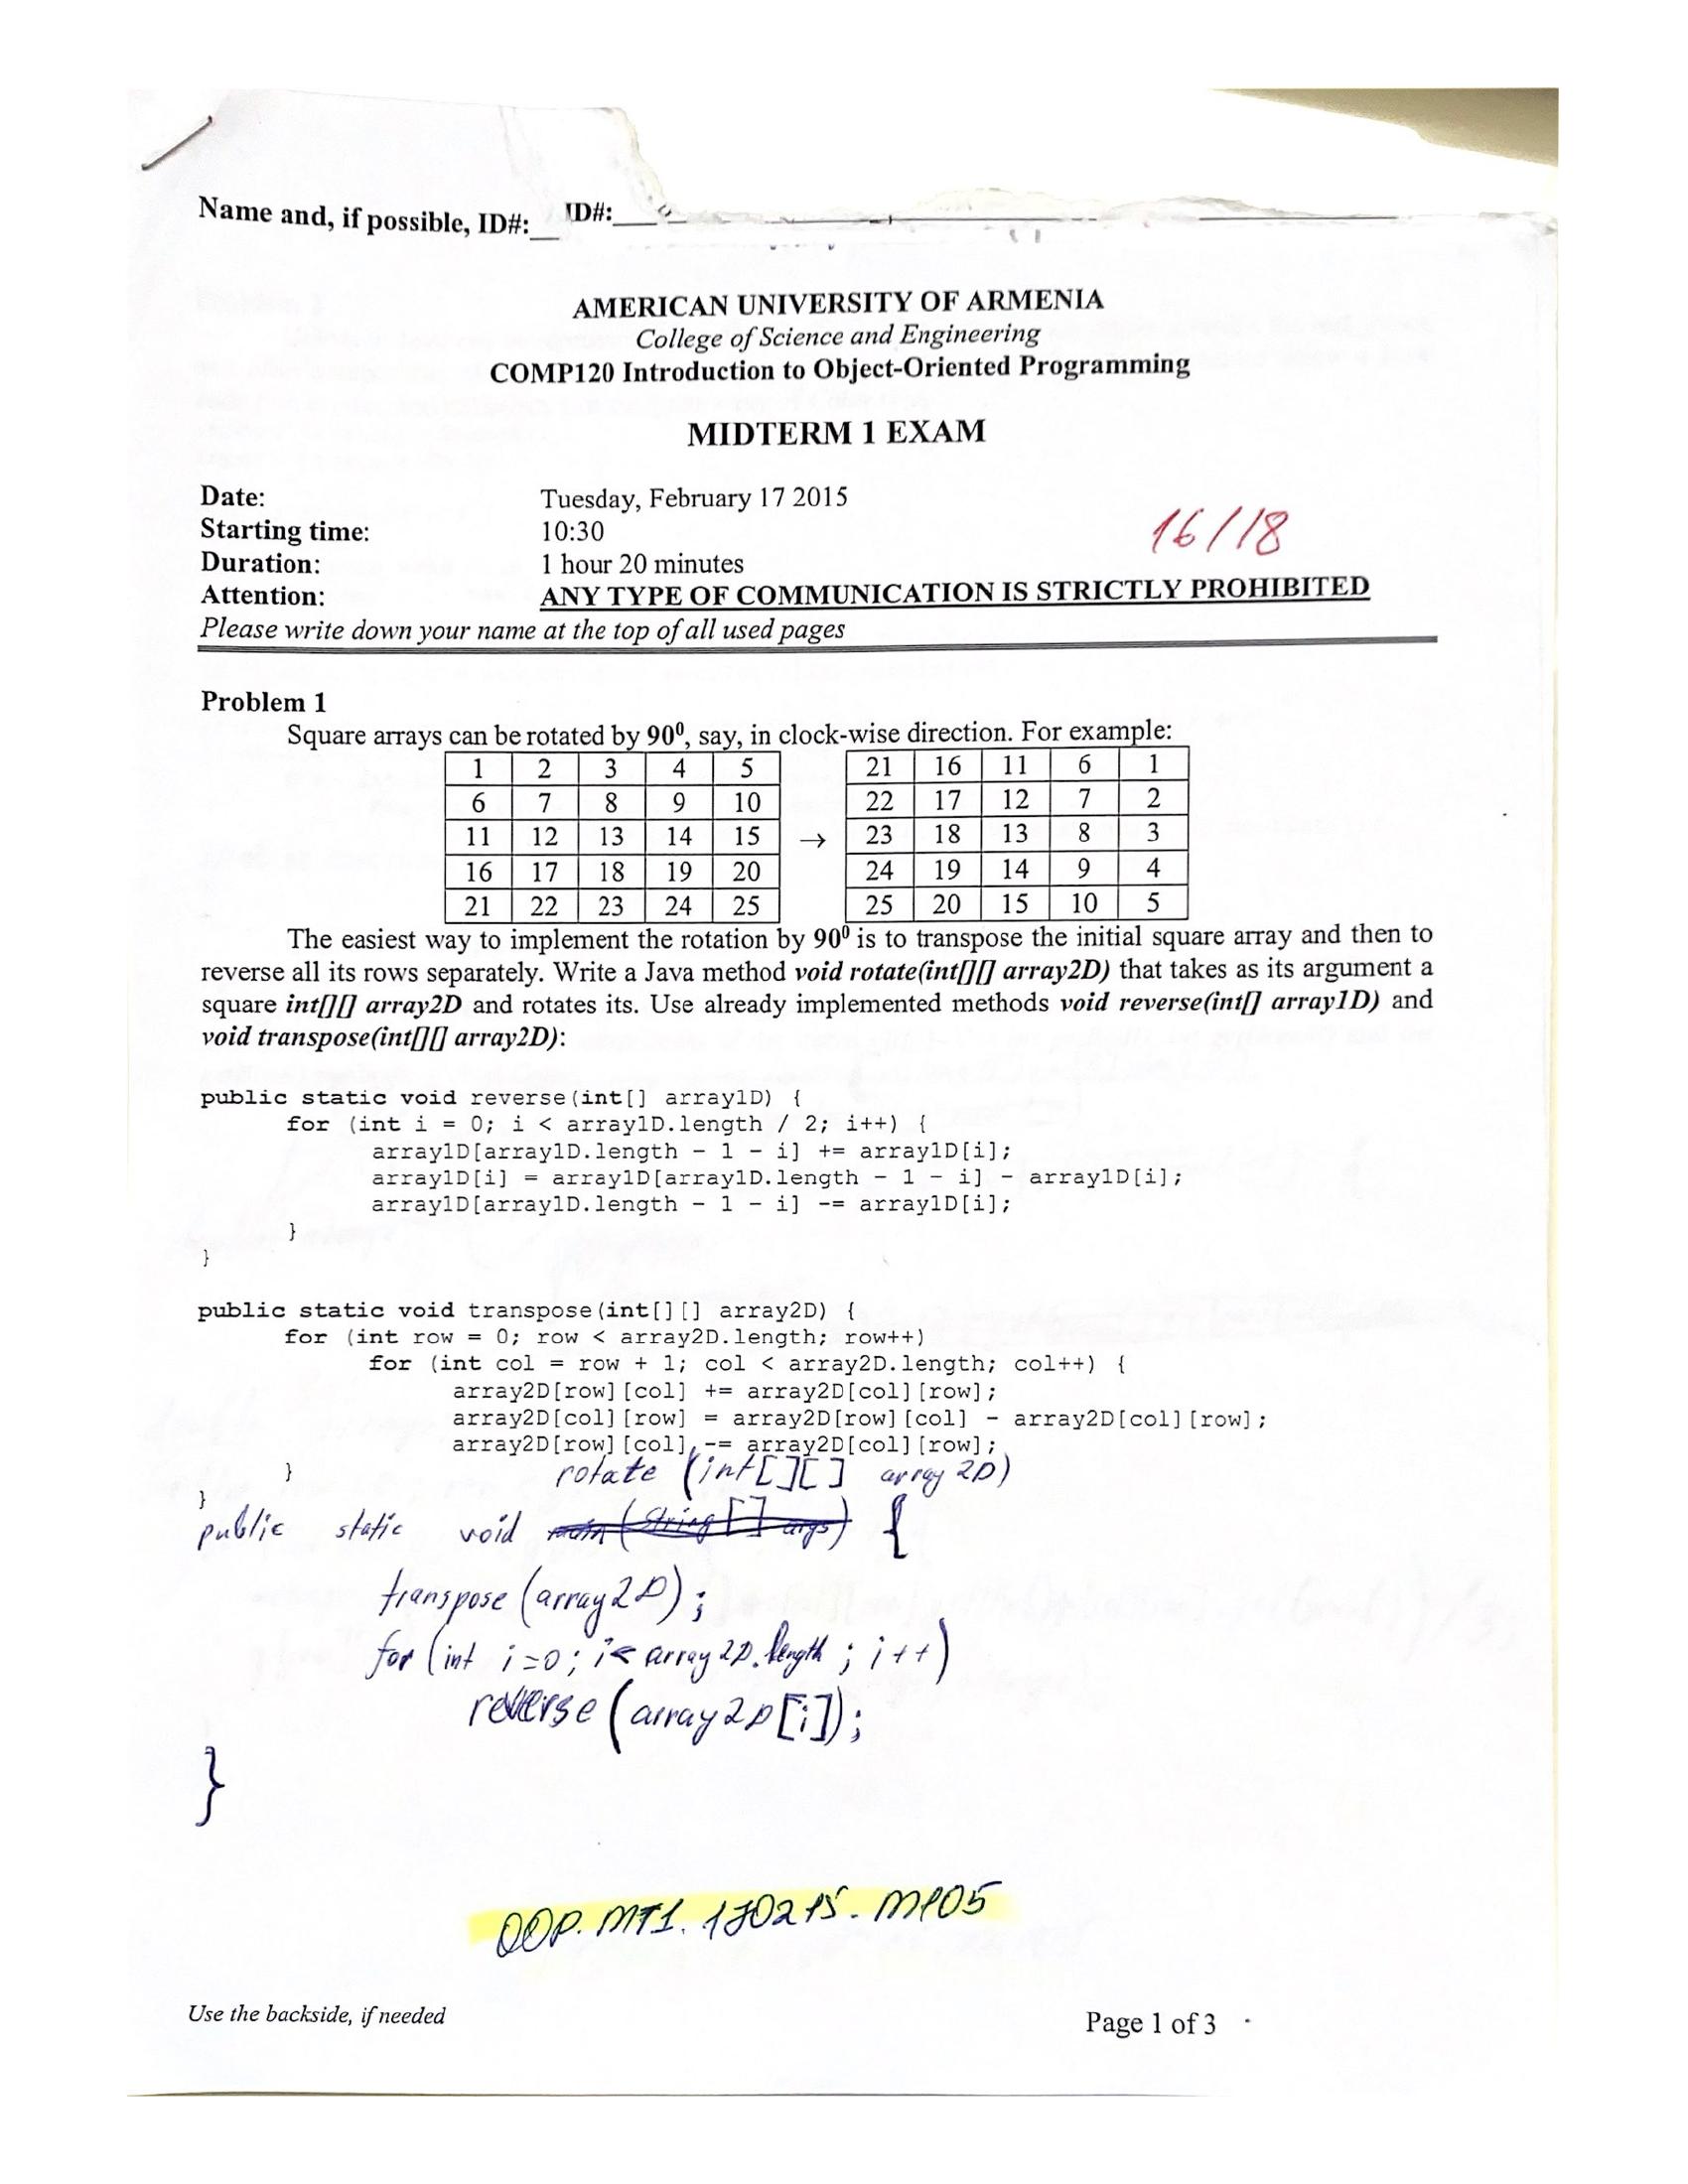 Name and, if possible, ID#:__ ID#:
AMERICAN UNIVERSITY OF ARMENIA
College of Science and Engineering
COMP120 Introduction to Object-Oriented Programming
MIDTERM 1 EXAM
Date: Tuesday, February 17 2015
Starting time: 10:30
16/18
Duration: 1 hour 20 minutes
Attention: ANY TYPE OF COMMUNICATION IS STRICTLY PROHIBITED
Please write down your name at the top of all used pages
Problem 1
Square arrays can be rotated by 90⁰, say, in clock-wise direction. For example:
1 2 3 4 5 21 16 11 6 1
6 7 8 9 10 22 17 12 7 2
11 12 13 14 15 → 23 18 13 8 3
16 17 18 19 20 24 19 14 9 4
21 22 23 24 25 25 20 15 10 5
The easiest way to implement the rotation by 90⁰ is to transpose the initial square array and then to
reverse all its rows separately. Write a Java method void rotate(int[][] array2D) that takes as its argument a
square int[][] array2D and rotates its. Use already implemented methods void reverse(int[] array1D) and
void transpose(int[][] array2D):
public static void reverse(int[] array1D) {
for (int i = 0; i < array1D.length / 2; i++) {
array1D[array1D.length - 1 - i] += array1D[i];
array1D[i] = array1D[array1D.length - 1 - i] - array1D[i];
array1D[array1D.length - 1 - i] -= array1D[i];
}
}
public static void transpose(int[][] array2D) {
for (int row = 0; row < array2D.length; row++)
for (int col = row + 1; col < array2D.length; col++) {
array2D[row][col] += array2D[col][row];
array2D[col][row] = array2D[row][col] - array2D[col][row];
array2D[row][col] -= array2D[col][row];
}
}
rotate (int[][] array2D)
public static void main (String[] args) {
transpose (array2D);
for (int i=0; i< array2D.length; i++)
reverse (array2D[i]);
}
OOP.MT1.170215.MP05
Use the backside, if needed
Page 1 of 3